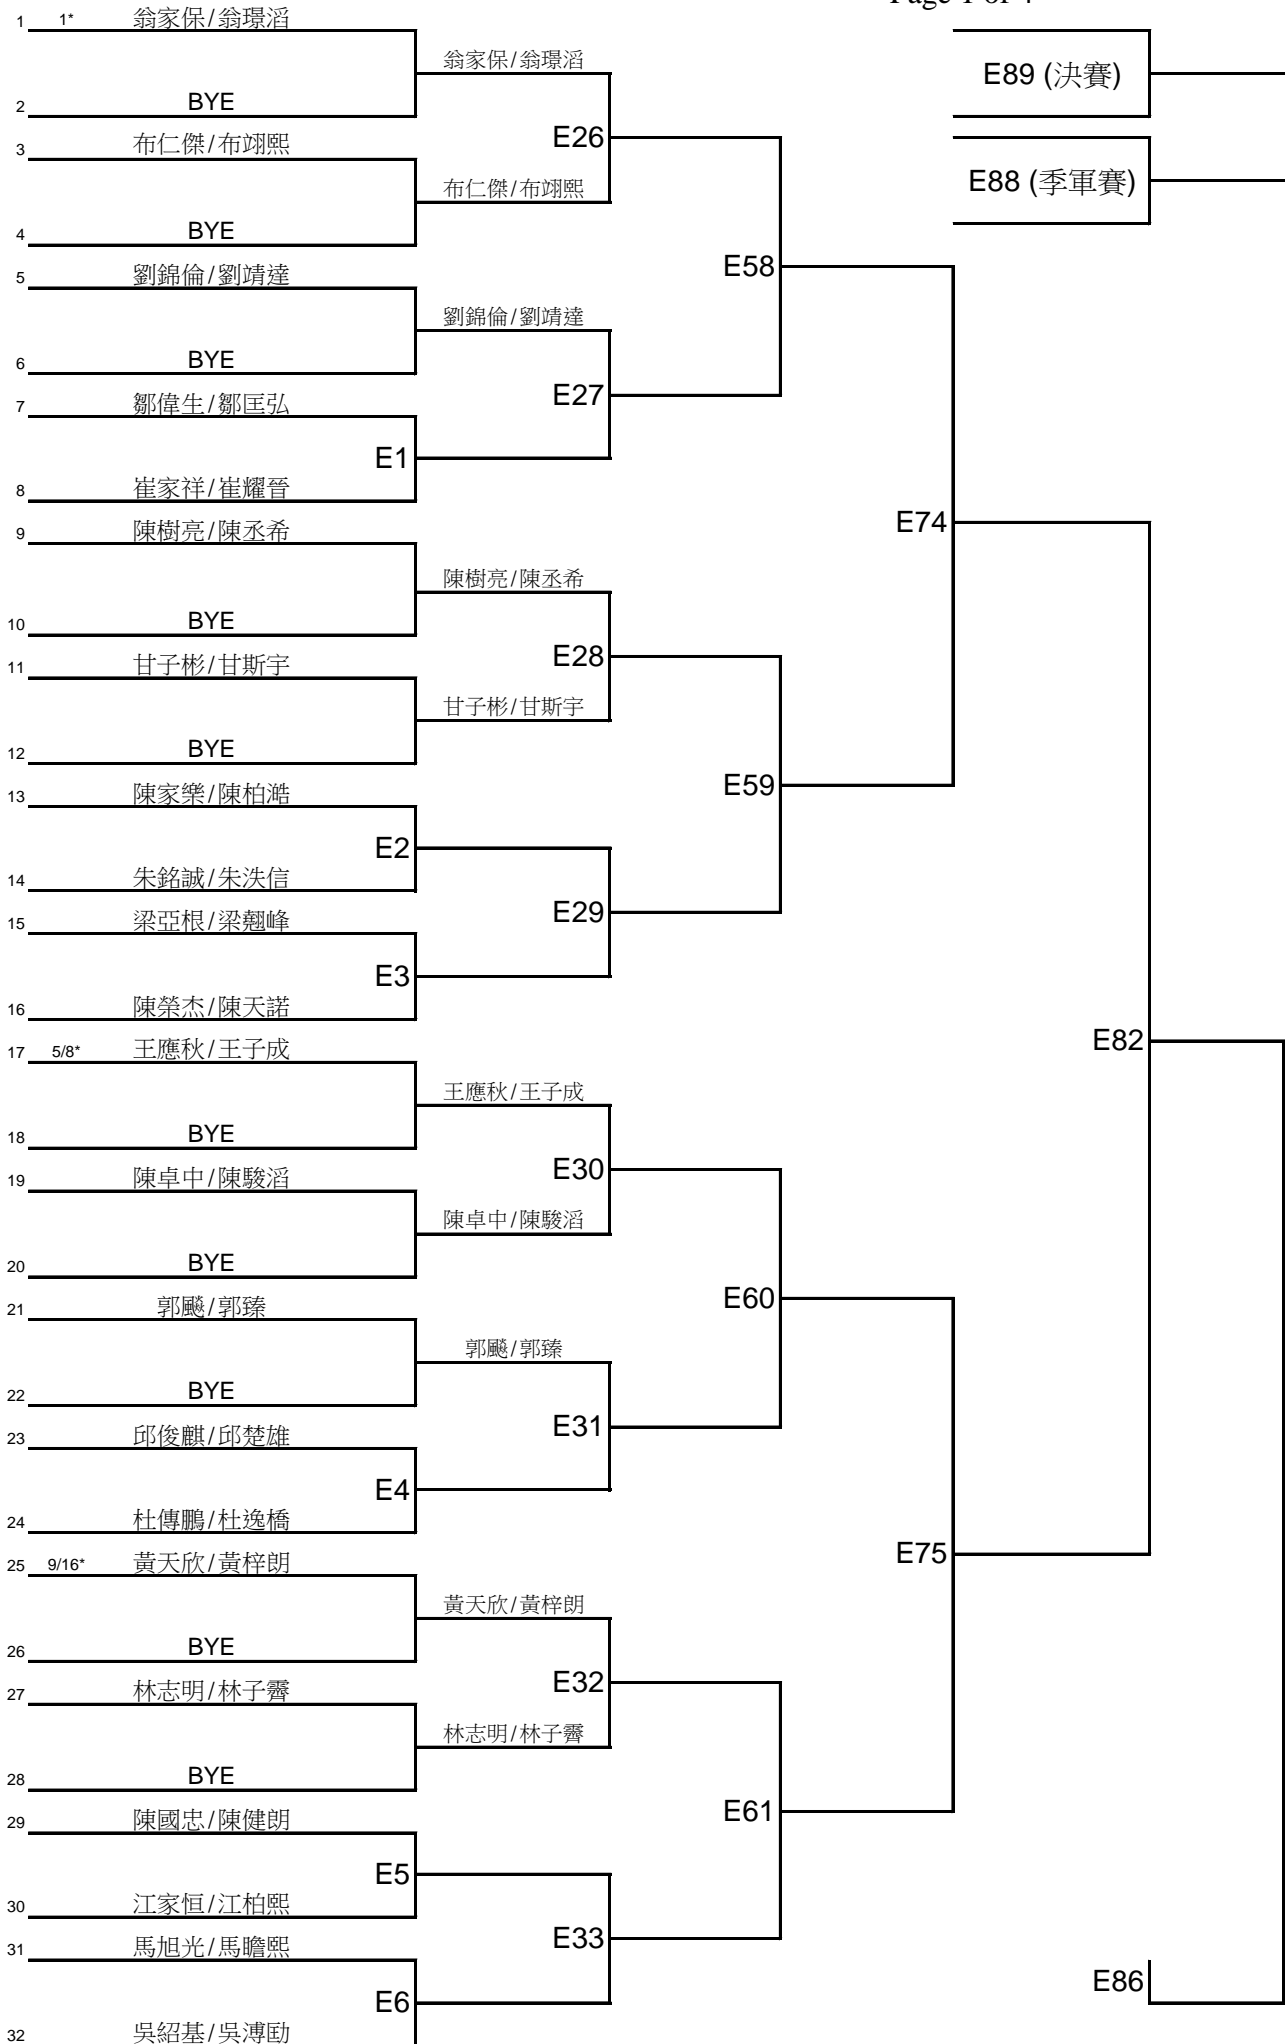 Page 1 of 4
1 1* 翁家保/翁璟滔
翁家保/翁璟滔
E89 (決賽)
2 BYE
3 布仁傑/布翊熙
E26
布仁傑/布翊熙
E88 (季軍賽)
4 BYE
5 劉錦倫/劉靖達
E58
劉錦倫/劉靖達
6 BYE
7 鄒偉生/鄒匡弘
E27
E1
8 崔家祥/崔耀晉
9 陳樹亮/陳丞希
E74
陳樹亮/陳丞希
10 BYE
11 甘子彬/甘斯宇
E28
甘子彬/甘斯宇
12 BYE
13 陳家樂/陳柏澔
E59
E2
14 朱銘誠/朱泆信
15 梁亞根/梁翹峰
E29
E3
16 陳榮杰/陳天諾
17 5/8* 王應秋/王子成
E82
王應秋/王子成
18 BYE
19 陳卓中/陳駿滔
E30
陳卓中/陳駿滔
20 BYE
21 郭飚/郭臻
E60
郭飚/郭臻
22 BYE
23 邱俊麒/邱楚雄
E31
E4
24 杜傳鵬/杜逸橋
25 9/16* 黃天欣/黃梓朗
E75
黃天欣/黃梓朗
26 BYE
27 林志明/林子霽
E32
林志明/林子霽
28 BYE
29 陳國忠/陳健朗
E61
E5
30 江家恒/江柏熙
31 馬旭光/馬瞻熙
E33
E86
E6
32 吳紹基/吳溥勛